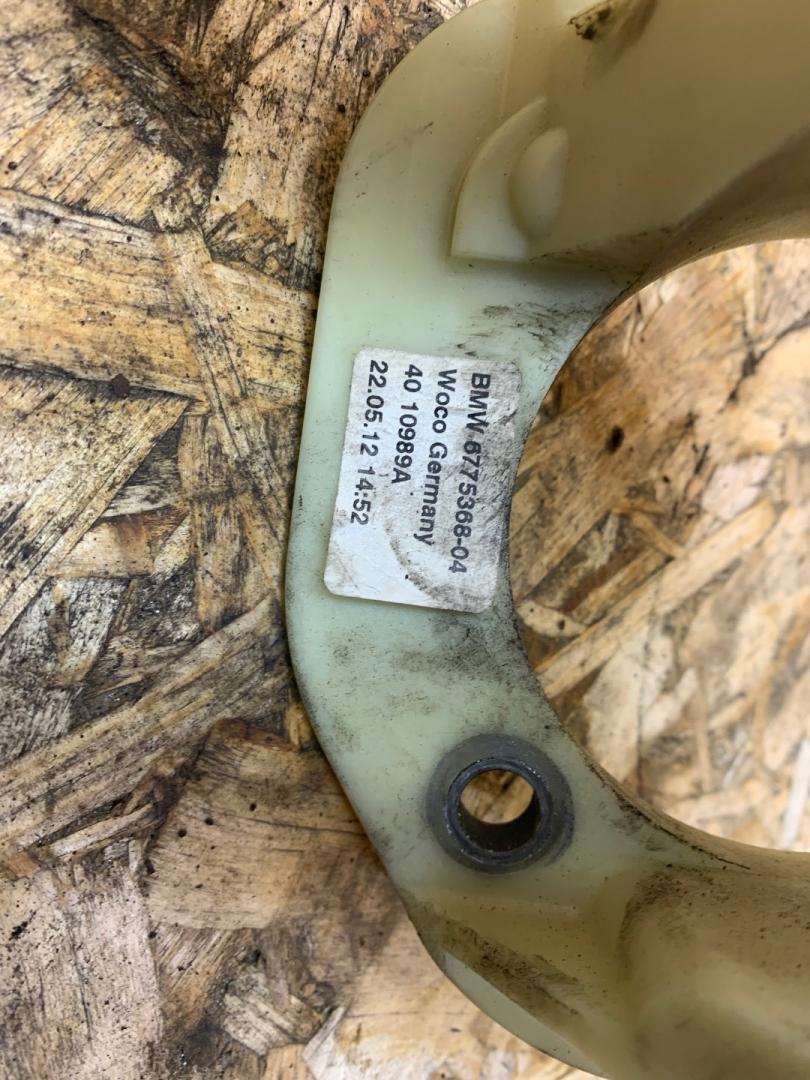 BMW 6775368-04
Woco Germany
40 10989A
22.05.12 14:52